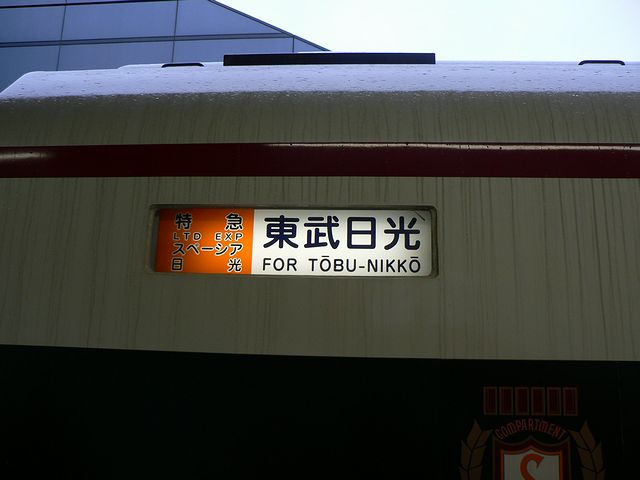 特 急
LTD EXP
スペーシア
日 光
東武日光
FOR TŌBU-NIKKŌ
COMPARTMENT
S